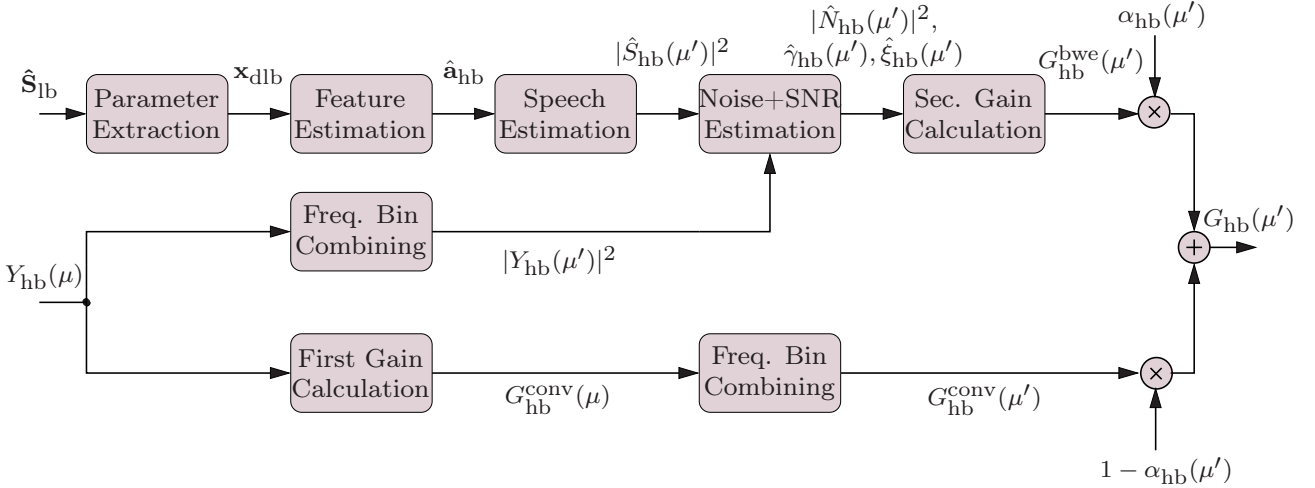 α_hb(μ′)
|N̂_hb(μ′)|²,
|Ŝ_hb(μ′)|²
γ̂_hb(μ′), ξ̂_hb(μ′)
G_hb^bwe(μ′)
ŝ_lb
Parameter
Extraction
x_dlb
Feature
Estimation
â_hb
Speech
Estimation
Noise+SNR
Estimation
Sec. Gain
Calculation
×
Freq. Bin
Combining
|Y_hb(μ′)|²
G_hb(μ′)
+
Y_hb(μ)
First Gain
Calculation
G_hb^conv(μ)
Freq. Bin
Combining
G_hb^conv(μ′)
×
1 − α_hb(μ′)